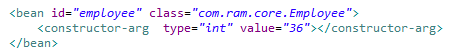 <bean id="employee" class="com.ram.core.Employee">
<constructor-arg type="int" value="36"></constructor-arg>
</bean>